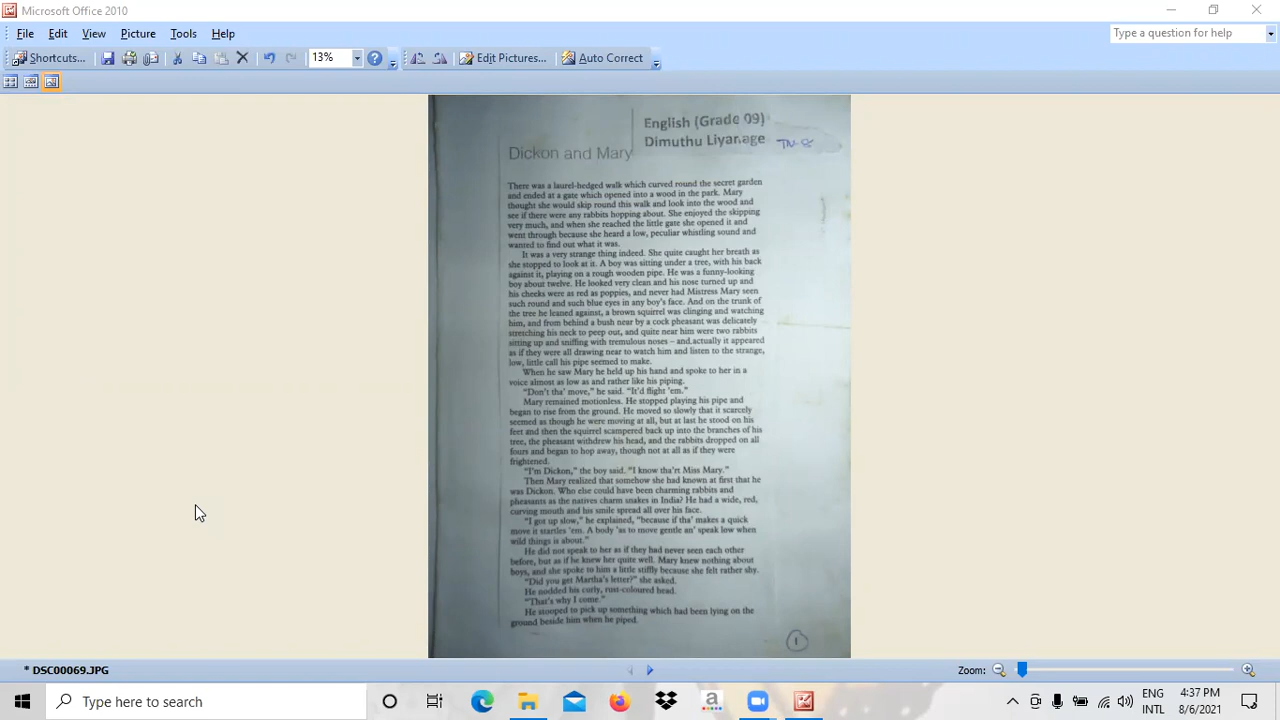 Microsoft Office 2010
File Edit View Picture Tools Help
Type a question for help
Shortcuts... 13% Edit Pictures... Auto Correct
English (Grade 09)
Dimuthu Liyanage
TN-8
Dickon and Mary
There was a laurel-hedged walk which curved round the secret garden
and ended at a gate which opened into a wood in the park. Mary
thought she would skip round this walk and look into the wood and
see if there were any rabbits hopping about. She enjoyed the skipping
very much, and when she reached the little gate she opened it and
went through because she heard a low, peculiar whistling sound and
wanted to find out what it was.
It was a very strange thing indeed. She quite caught her breath as
she stopped to look at it. A boy was sitting under a tree, with his back
against it, playing on a rough wooden pipe. He was a funny-looking
boy about twelve. He looked very clean and his nose turned up and
his cheeks were as red as poppies, and never had Mistress Mary seen
such round and such blue eyes in any boy's face. And on the trunk of
the tree he leaned against, a brown squirrel was clinging and watching
him, and from behind a bush near by a cock pheasant was delicately
stretching his neck to peep out, and quite near him were two rabbits
sitting up and sniffing with tremulous noses – and actually it appeared
as if they were all drawing near to watch him and listen to the strange,
low, little call his pipe seemed to make.
When he saw Mary he held up his hand and spoke to her in a
voice almost as low as and rather like his piping.
"Don't tha' move," he said. "It'd flight 'em."
Mary remained motionless. He stopped playing his pipe and
began to rise from the ground. He moved so slowly that it scarcely
seemed as though he were moving at all, but at last he stood on his
feet and then the squirrel scampered back up into the branches of his
tree, the pheasant withdrew his head, and the rabbits dropped on all
fours and began to hop away, though not at all as if they were
frightened.
"I'm Dickon," the boy said. "I know tha'rt Miss Mary."
Then Mary realized that somehow she had known at first that he
was Dickon. Who else could have been charming rabbits and
pheasants as the natives charm snakes in India? He had a wide, red,
curving mouth and his smile spread all over his face.
"I got up slow," he explained, "because if tha' makes a quick
move it startles 'em. A body 'as to move gentle an' speak low when
wild things is about."
He did not speak to her as if they had never seen each other
before, but as if he knew her quite well. Mary knew nothing about
boys, and she spoke to him a little stiffly because she felt rather shy.
"Did you get Martha's letter?" she asked.
He nodded his curly, rust-coloured head.
"That's why I come."
He stooped to pick up something which had been lying on the
ground beside him when he piped.
1
* DSC00069.JPG
Zoom:
Type here to search
ENG
INTL
4:37 PM
8/6/2021